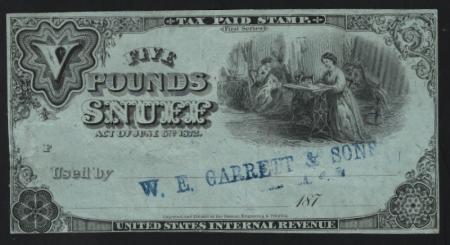 TAX PAID STAMP.
(First Series)
V
FIVE
POUNDS
SNUFF
ACT OF JUNE 6TH 1872.
P
Used by
W. E. GARRETT & SONS
187
UNITED STATES INTERNAL REVENUE